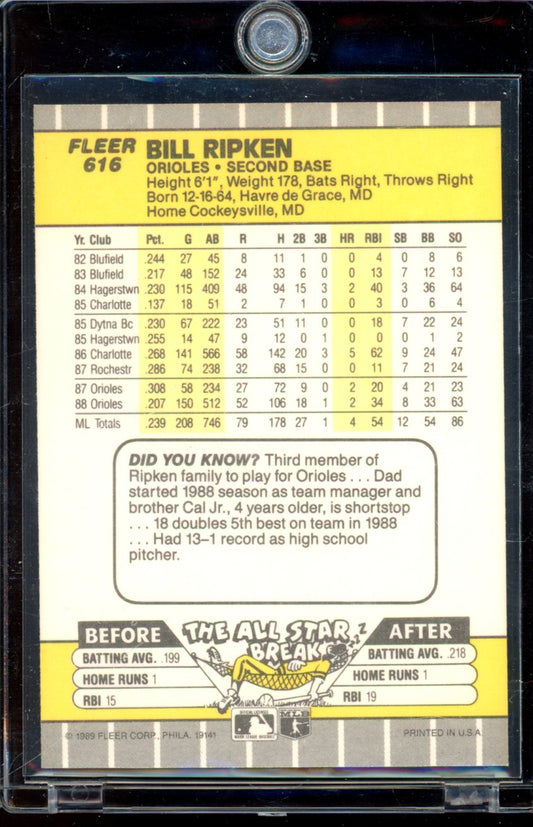 FLEER
616
BILL RIPKEN
ORIOLES • SECOND BASE
Height 6'1", Weight 178, Bats Right, Throws Right
Born 12-16-64, Havre de Grace, MD
Home Cockeysville, MD
Yr. Club Pct. G AB R H 2B 3B HR RBI SB BB SO
82 Blufield .244 27 45 8 11 1 0 0 4 0 8 6
83 Blufield .217 48 152 24 33 6 0 0 13 7 12 13
84 Hagerstwn .230 115 409 48 94 15 3 2 40 3 36 64
85 Charlotte .137 18 51 2 7 1 0 0 3 0 6 4
85 Dytna Bc .230 67 222 23 51 11 0 0 18 7 22 24
85 Hagerstwn .255 14 47 9 12 0 1 0 0 0 1 2
86 Charlotte .268 141 566 58 142 20 3 5 62 9 24 47
87 Rochestr .286 74 238 32 68 15 0 0 11 7 21 24
87 Orioles .308 58 234 27 72 9 0 2 20 4 21 23
88 Orioles .207 150 512 52 106 18 1 2 34 8 33 63
ML Totals .239 208 746 79 178 27 1 4 54 12 54 86
DID YOU KNOW? Third member of
Ripken family to play for Orioles . . . Dad
started 1988 season as team manager and
brother Cal Jr., 4 years older, is shortstop
. . . 18 doubles 5th best on team in 1988
. . . Had 13–1 record as high school
pitcher.
BEFORE
THE ALL STAR
BREAK
ZZZ
AFTER
BATTING AVG. .199
HOME RUNS 1
RBI 15
BATTING AVG. .218
HOME RUNS 1
RBI 19
MLB
© 1989 FLEER CORP., PHILA. 19141
PRINTED IN U.S.A.